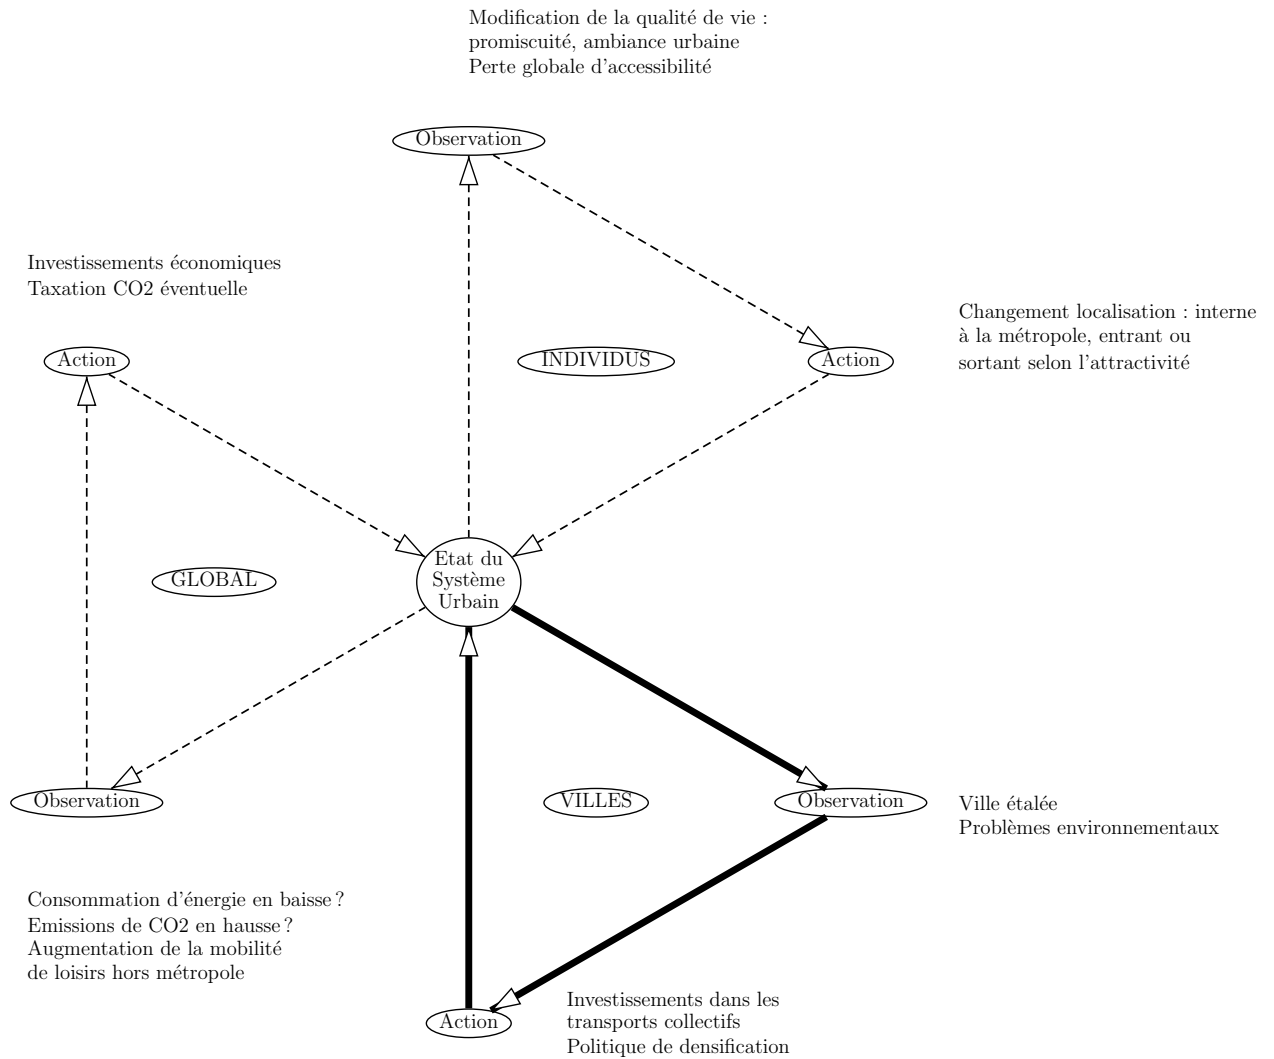 Modification de la qualité de vie :
promiscuité, ambiance urbaine
Perte globale d'accessibilité
Observation
Investissements économiques
Taxation CO2 éventuelle
Changement localisation : interne
à la métropole, entrant ou
sortant selon l'attractivité
Action
INDIVIDUS
Action
Etat du
Système
Urbain
GLOBAL
Observation
VILLES
Observation
Ville étalée
Problèmes environnementaux
Consommation d'énergie en baisse ?
Emissions de CO2 en hausse ?
Augmentation de la mobilité
de loisirs hors métropole
Action
Investissements dans les
transports collectifs
Politique de densification